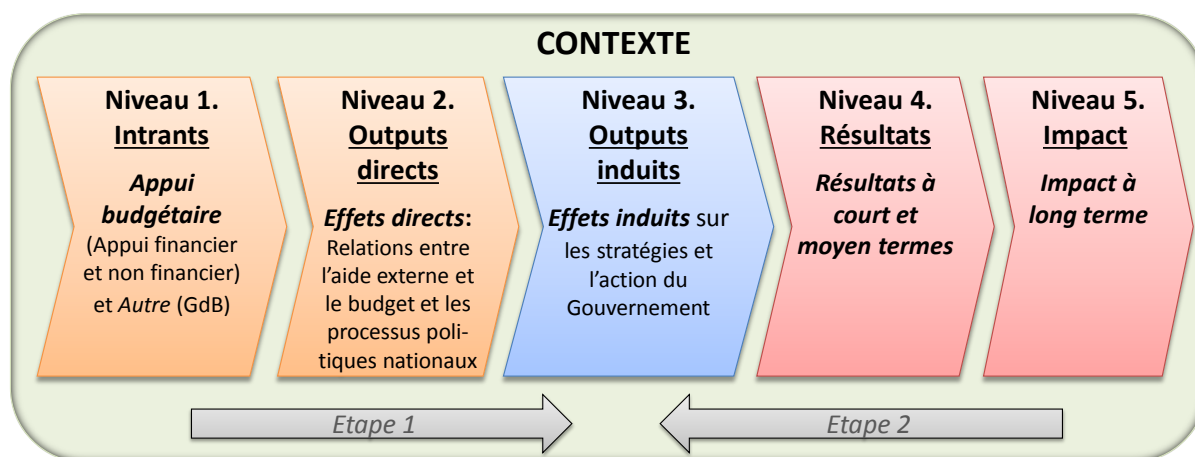 CONTEXTE
Niveau 1.
Intrants
Appui
budgétaire
(Appui financier
et non financier)
et Autre (GdB)
Niveau 2.
Outputs
directs
Effets directs:
Relations entre
l'aide externe et
le budget et les
processus poli-
tiques nationaux
Niveau 3.
Outputs
induits
Effets induits sur
les stratégies et
l'action du
Gouvernement
Niveau 4.
Résultats
Résultats à
court et
moyen termes
Niveau 5.
Impact
Impact à
long terme
Etape 1
Etape 2